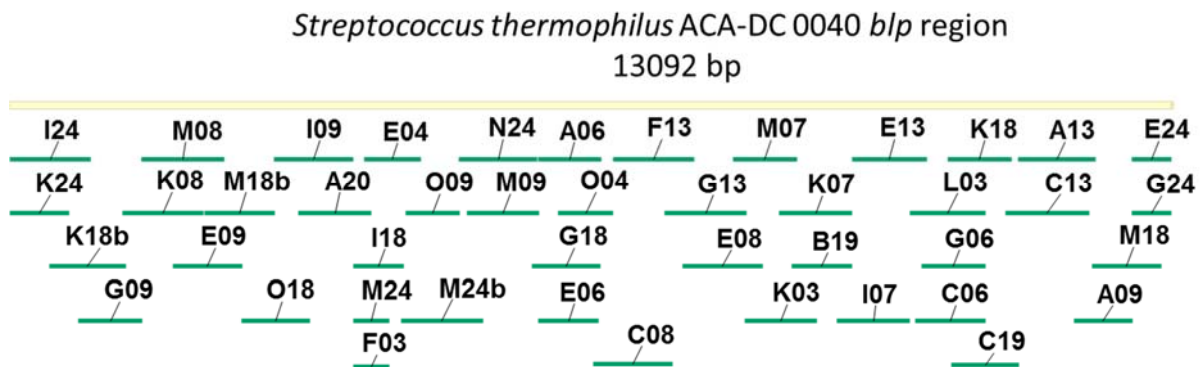 Streptococcus thermophilus ACA-DC 0040 blp region
13092 bp
I24 M08 I09 E04 N24 A06 F13 M07 E13 K18 A13 E24
K24 K08 M18b A20 O09 M09 O04 G13 K07 L03 C13 G24
K18b E09 I18 G18 E08 B19 G06 M18
G09 O18 M24 M24b E06 K03 I07 C06 A09
F03 C08 C19